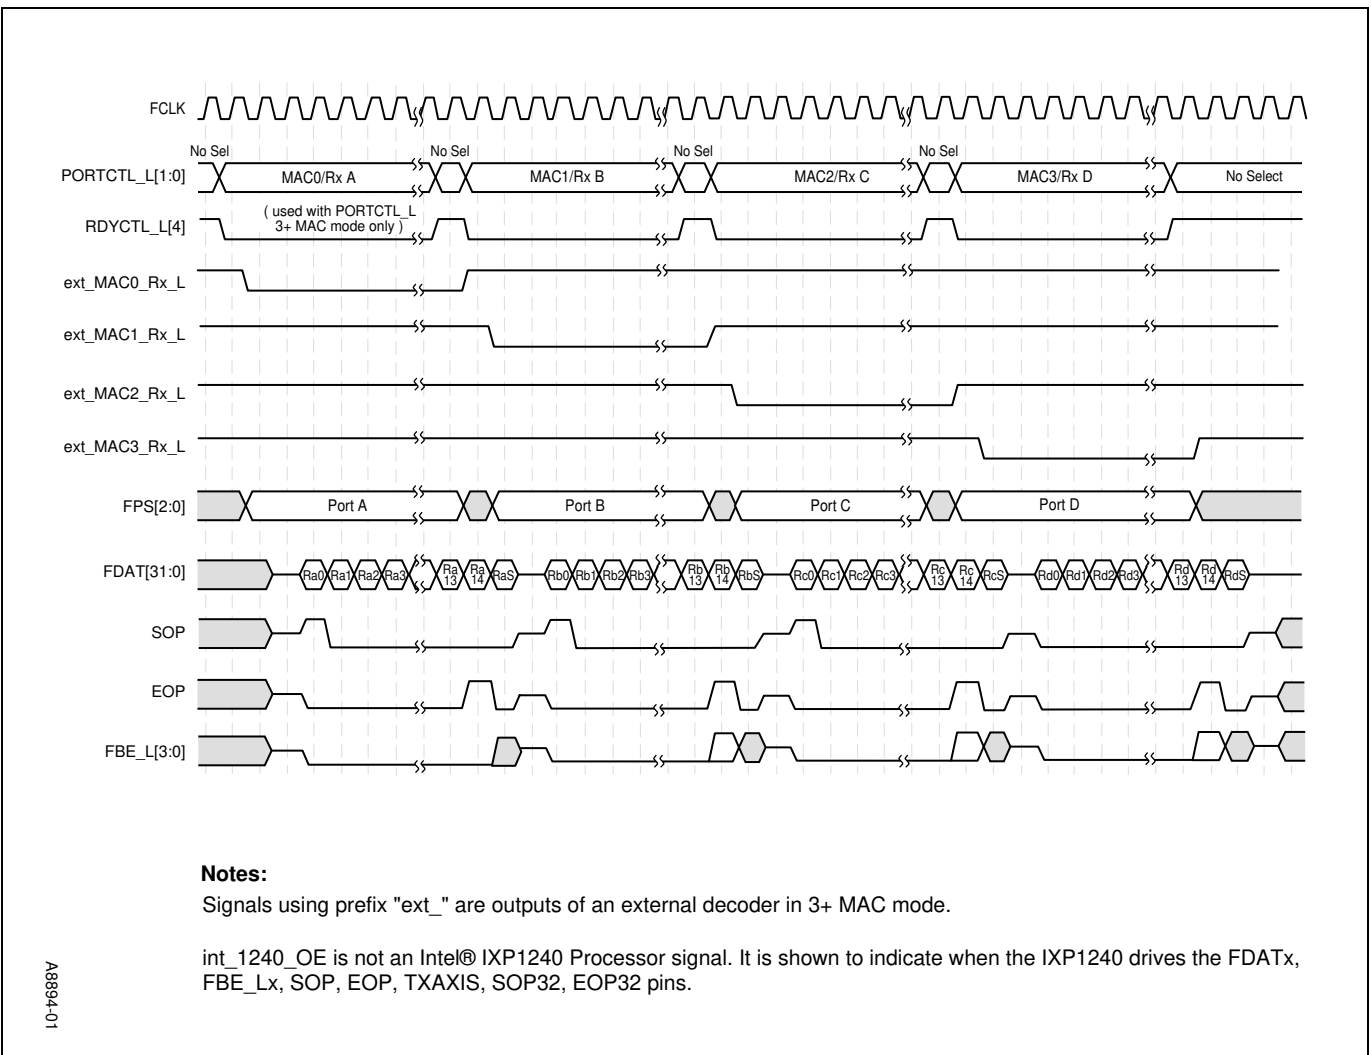 FCLK
No Sel No Sel No Sel No Sel
PORTCTL_L[1:0] MAC0/Rx A MAC1/Rx B MAC2/Rx C MAC3/Rx D No Select
( used with PORTCTL_L
3+ MAC mode only )
RDYCTL_L[4]
ext_MAC0_Rx_L
ext_MAC1_Rx_L
ext_MAC2_Rx_L
ext_MAC3_Rx_L
FPS[2:0] Port A Port B Port C Port D
FDAT[31:0] Ra0 Ra1 Ra2 Ra3 Ra 13 Ra 14 RaS Rb0 Rb1 Rb2 Rb3 Rb 13 Rb 14 RbS Rc0 Rc1 Rc2 Rc3 Rc 13 Rc 14 RcS Rd0 Rd1 Rd2 Rd3 Rd 13 Rd 14 RdS
SOP
EOP
FBE_L[3:0]
Notes:
Signals using prefix "ext_" are outputs of an external decoder in 3+ MAC mode.
int_1240_OE is not an Intel® IXP1240 Processor signal. It is shown to indicate when the IXP1240 drives the FDATx,
FBE_Lx, SOP, EOP, TXAXIS, SOP32, EOP32 pins.
A8894-01